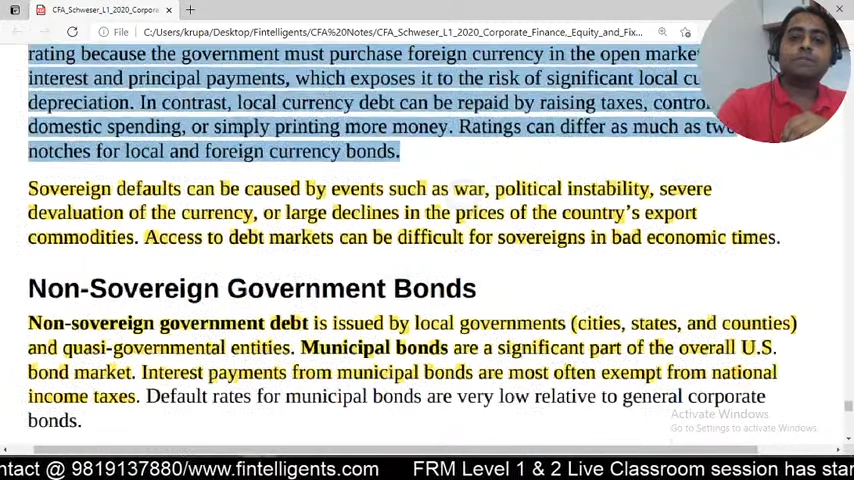 CFA_Schweser_L1_2020_Corporat
File
C:/Users/krupa/Desktop/Fintelligents/CFA%20Notes/CFA_Schweser_L1_2020_Corporate_Finance,_Equity_and_Fix...
rating because the government must purchase foreign currency in the open marke
interest and principal payments, which exposes it to the risk of significant local cu
depreciation. In contrast, local currency debt can be repaid by raising taxes, contro
domestic spending, or simply printing more money. Ratings can differ as much as two
notches for local and foreign currency bonds.
Sovereign defaults can be caused by events such as war, political instability, severe
devaluation of the currency, or large declines in the prices of the country's export
commodities. Access to debt markets can be difficult for sovereigns in bad economic times.
Non-Sovereign Government Bonds
Non-sovereign government debt is issued by local governments (cities, states, and counties)
and quasi-governmental entities. Municipal bonds are a significant part of the overall U.S.
bond market. Interest payments from municipal bonds are most often exempt from national
income taxes. Default rates for municipal bonds are very low relative to general corporate
bonds.
Activate Windows
Go to Settings to activate Windows.
ntact @ 9819137880/www.fintelligents.com FRM Level 1 & 2 Live Classroom session has star